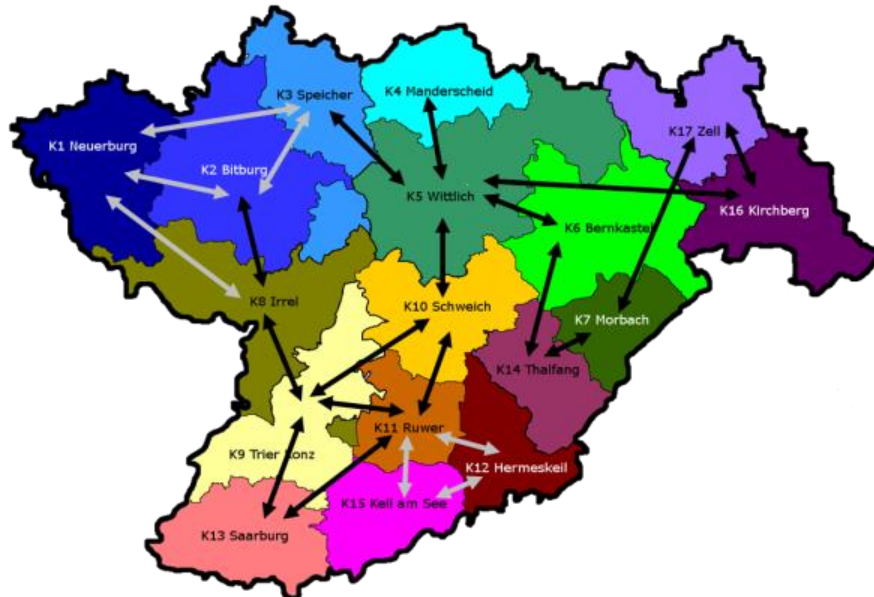 K3 Speicher
K4 Manderscheid
K17 Zell
K1 Neuerburg
K2 Bitburg
K5 Wittlich
K16 Kirchberg
K6 Bernkastel
K8 Irrel
K10 Schweich
K7 Morbach
K14 Thalfang
K11 Ruwer
K9 Trier Konz
K12 Hermeskeil
K15 Kell am See
K13 Saarburg